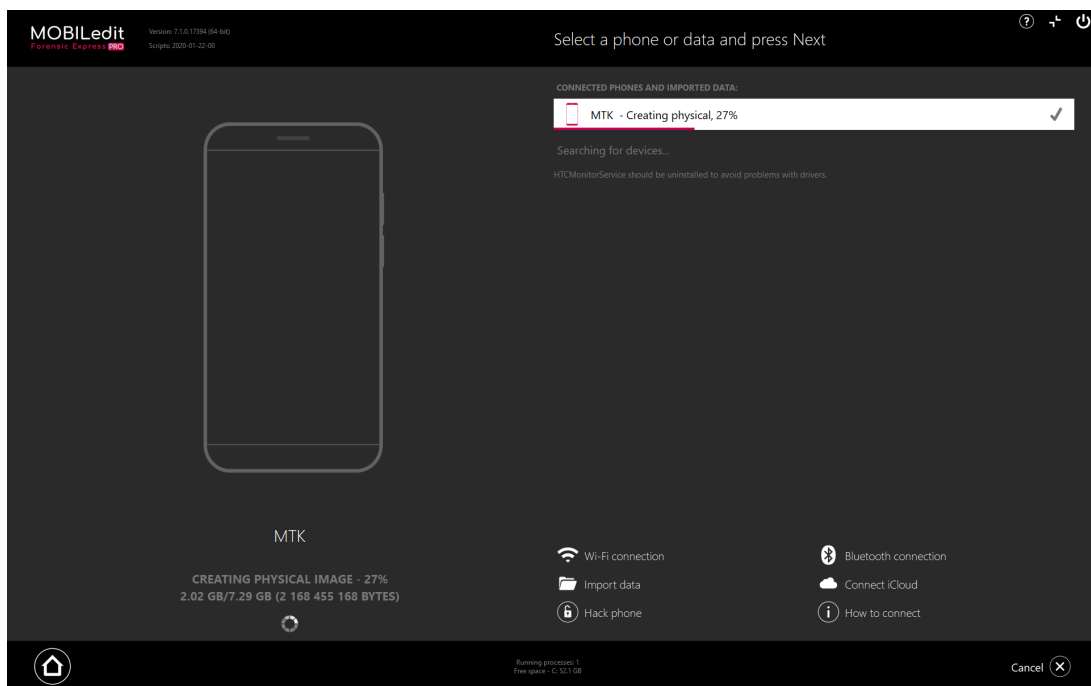 MOBILedit
Forensic Express PRO
Version: 7.1.0.17394 (64-bit)
Scripts: 2020-01-22-00
Select a phone or data and press Next
CONNECTED PHONES AND IMPORTED DATA:
MTK - Creating physical, 27%
Searching for devices...
HTCMonitorService should be uninstalled to avoid problems with drivers.
MTK
CREATING PHYSICAL IMAGE - 27%
2.02 GB/7.29 GB (2 168 455 168 BYTES)
Wi-Fi connection
Bluetooth connection
Import data
Connect iCloud
Hack phone
How to connect
Running processes: 1
Free space - C: 52.1 GB
Cancel